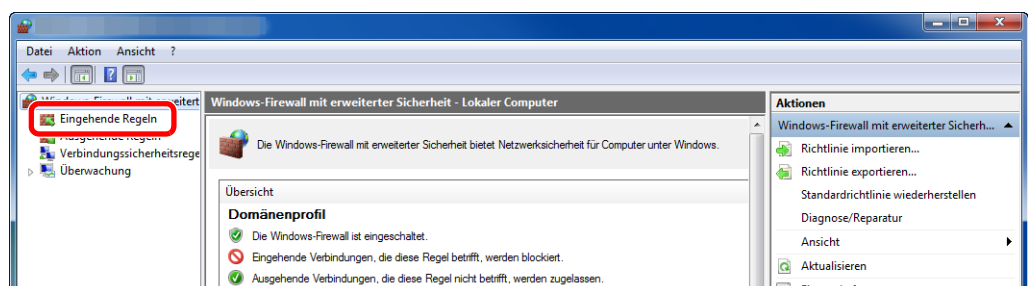 Datei Aktion Ansicht ?
Eingehende Regeln
Verbindungssicherheitsrege
Überwachung
Windows-Firewall mit erweiterter Sicherheit - Lokaler Computer
Die Windows-Firewall mit erweiterter Sicherheit bietet Netzwerksicherheit für Computer unter Windows.
Übersicht
Domänenprofil
Die Windows-Firewall ist eingeschaltet.
Eingehende Verbindungen, die diese Regel betrifft, werden blockiert.
Ausgehende Verbindungen, die diese Regel nicht betrifft, werden zugelassen.
Aktionen
Windows-Firewall mit erweiterter Sicherh...
Richtlinie importieren...
Richtlinie exportieren...
Standardrichtlinie wiederherstellen
Diagnose/Reparatur
Ansicht
Aktualisieren